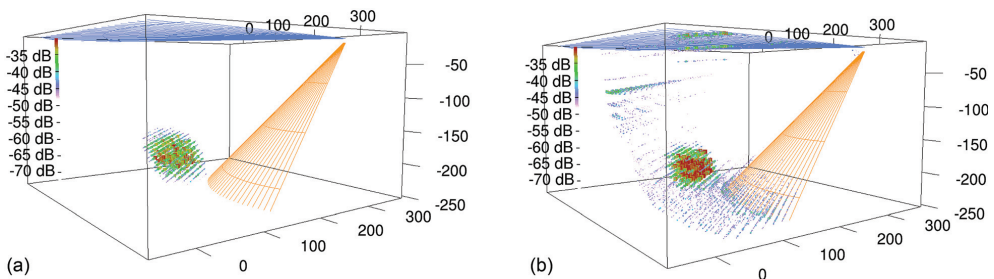 0 100 200 300
-35 dB
-40 dB
-45 dB
-50 dB -
-55 dB -
-60 dB -
-65 dB -
-70 dB -
-50
-100
-150
-200
-250
0 100 200 300
(a)
0 100 200 300
-35 dB
-40 dB
-45 dB
-50 dB -
-55 dB -
-60 dB -
-65 dB -
-70 dB -
-50
-100
-150
-200
-250
0 100 200 300
(b)